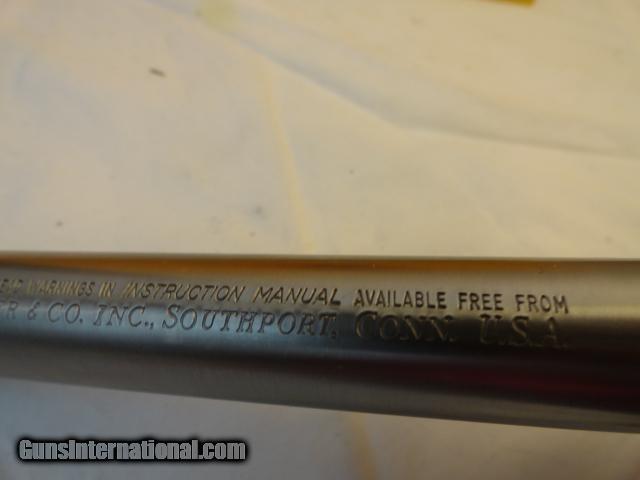 WARNINGS IN INSTRUCTION MANUAL AVAILABLE FREE FROM
& CO. INC., SOUTHPORT, CONN. U.S.A.
GunsInternational.com